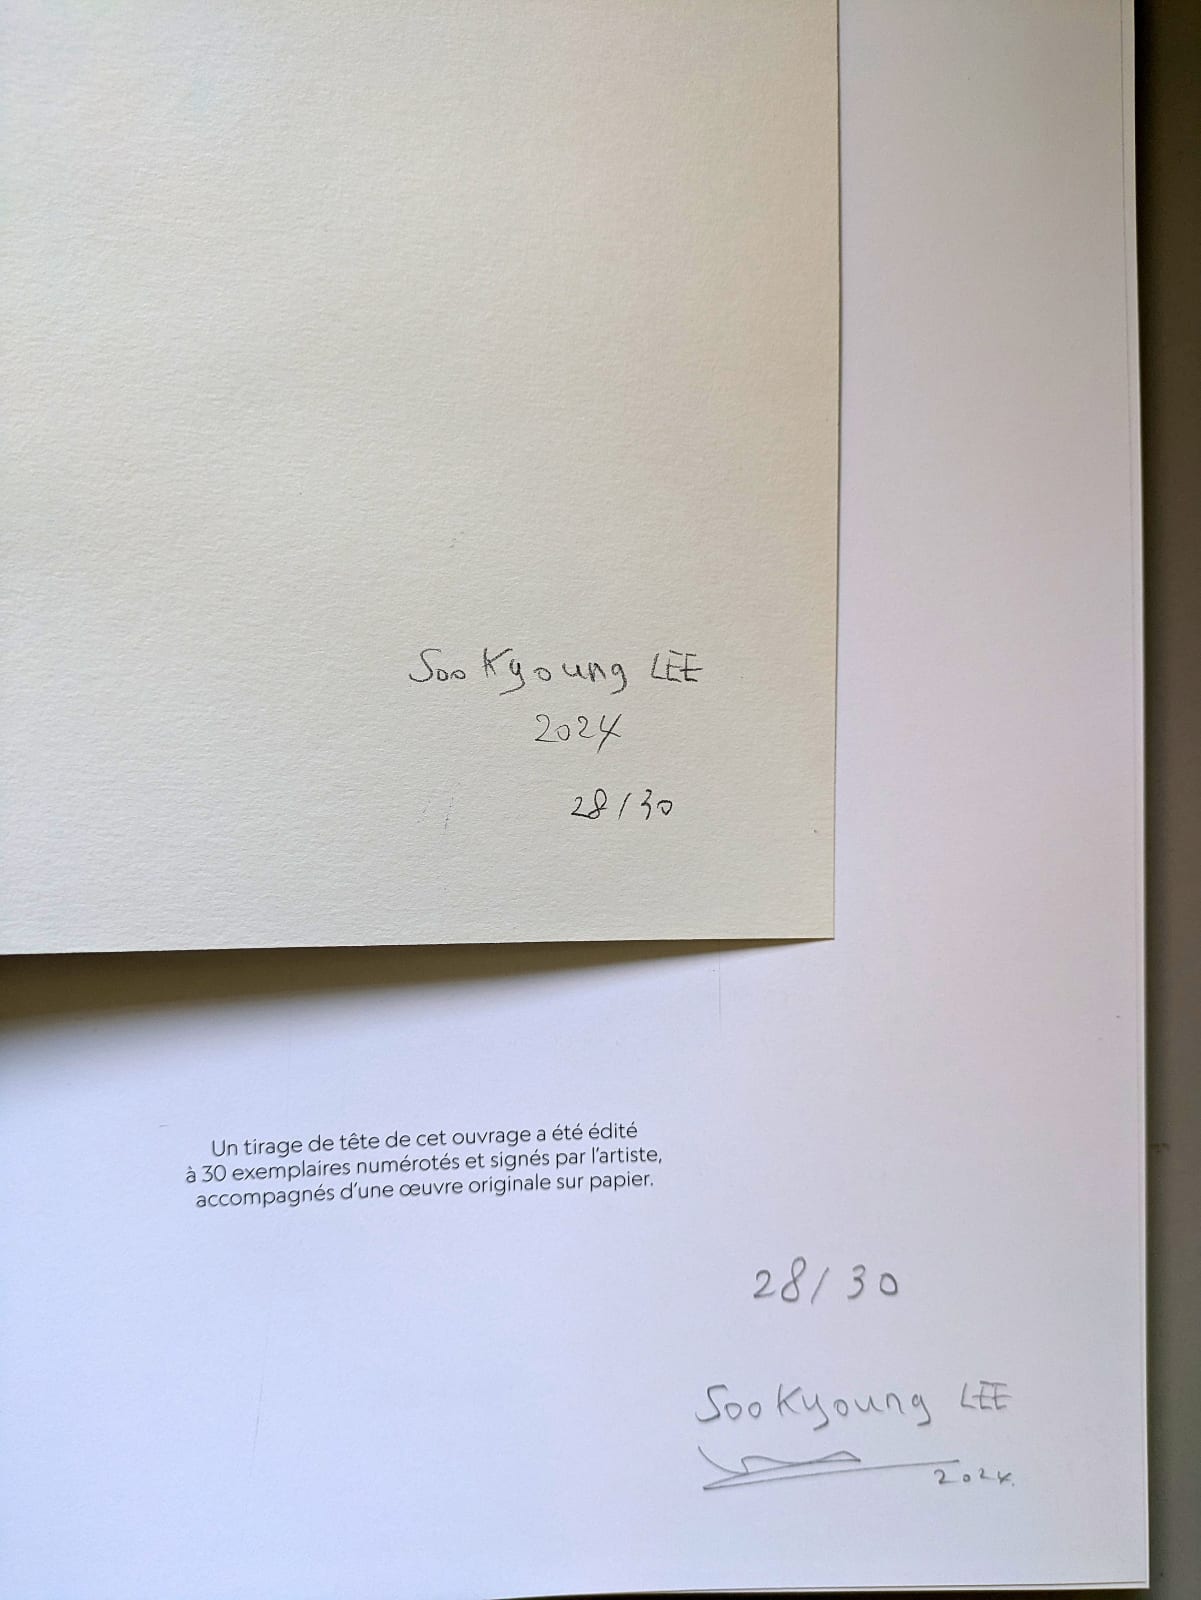 Soo Kyoung LEE
2024
28/30
Un tirage de tête de cet ouvrage a été édité
à 30 exemplaires numérotés et signés par l'artiste,
accompagnés d'une œuvre originale sur papier.
28/30
Soo Kyoung LEE
2024.